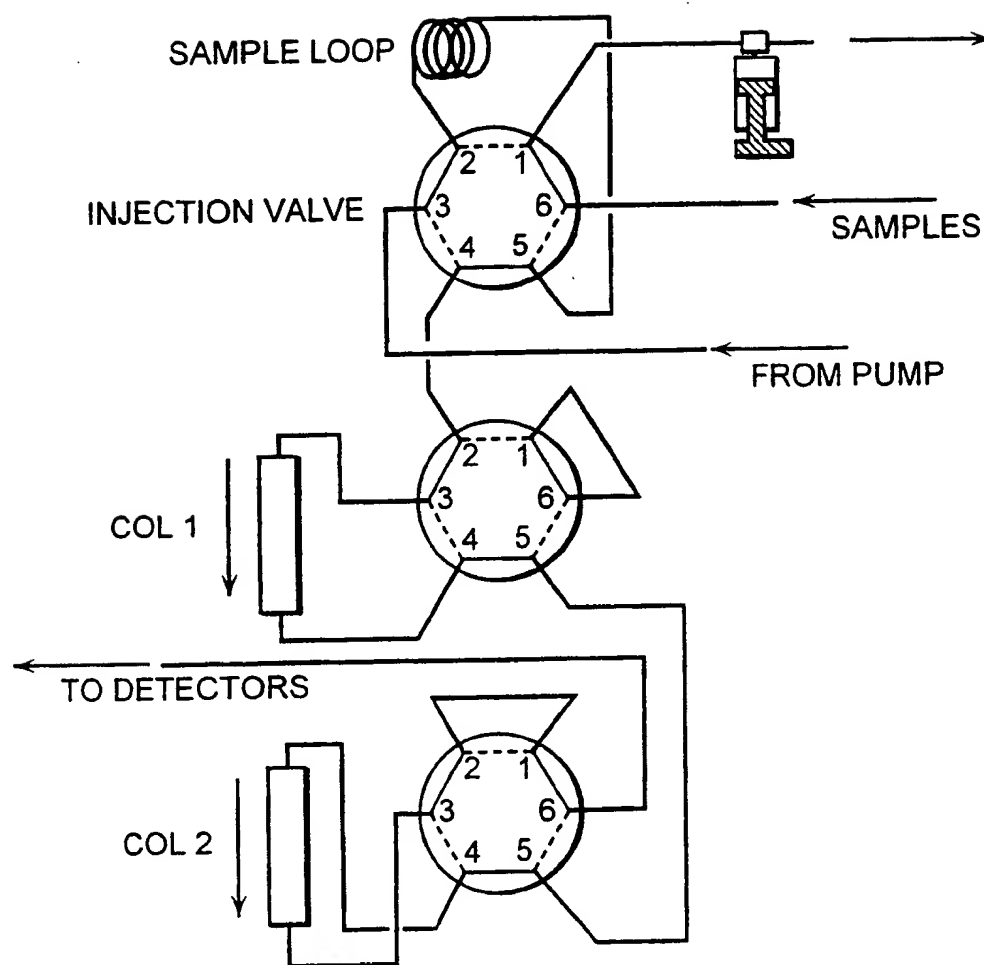 SAMPLE LOOP
2 1
INJECTION VALVE
3 6
SAMPLES
4 5
FROM PUMP
2 1
3 6
COL 1
4 5
TO DETECTORS
2 1
3 6
COL 2
4 5